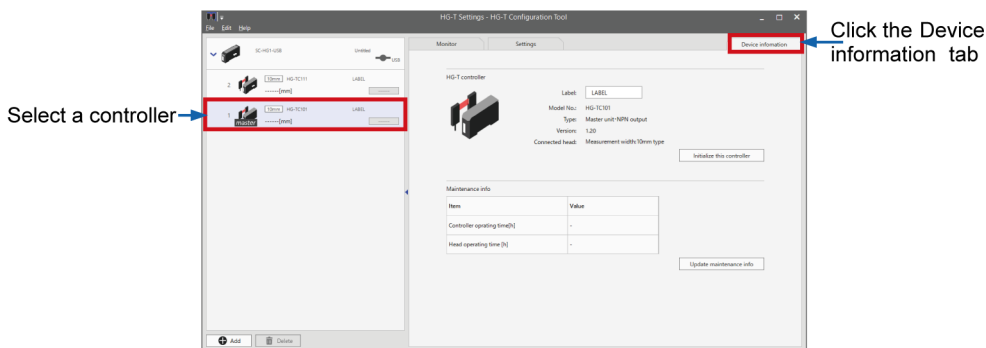 HG-T Settings - HG-T Configuration Tool
File Edit Help
Click the Device
information tab
Select a controller
SC-HG1-USB
Untitled
USB
2
10mm HG-TC111
LABEL
------[mm]
1
10mm HG-TC101
LABEL
master
------[mm]
Monitor
Settings
Device infomation
HG-T controller
Label: LABEL
Model No.: HG-TC101
Type: Master unit･NPN output
Version: 1.20
Connected head: Measurement width:10mm type
Initialize this controller
Maintenance info
Item Value
Controller oprating time[h] -
Head operating time [h] -
Update maintenance info
Add
Delete